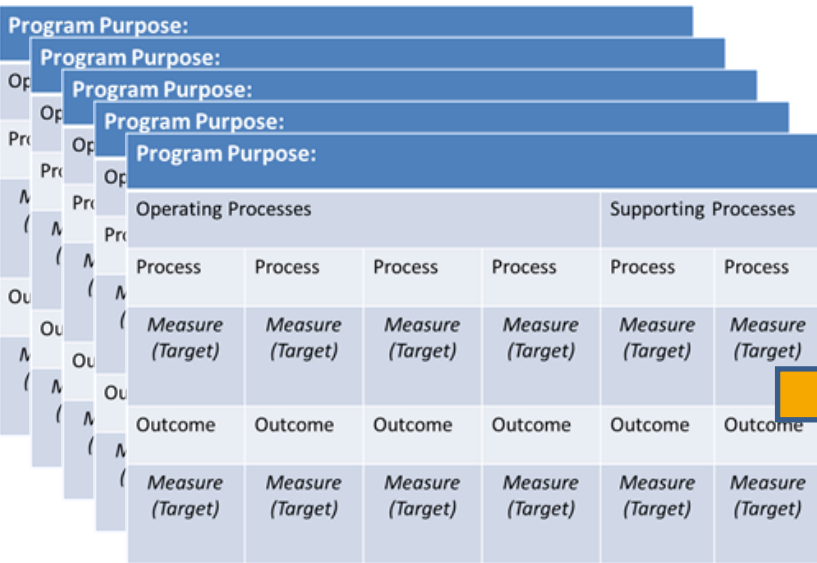 Program Purpose:
Program Purpose:
Program Purpose:
Program Purpose:
Program Purpose:
Operating Processes Supporting Processes
Process Process Process Process Process Process
Measure Measure Measure Measure Measure Measure
(Target) (Target) (Target) (Target) (Target) (Target)
Outcome Outcome Outcome Outcome Outcome Outcome
Measure Measure Measure Measure Measure Measure
(Target) (Target) (Target) (Target) (Target) (Target)